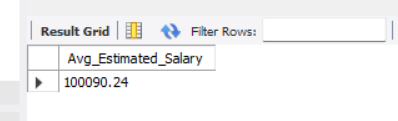 Result Grid Filter Rows:
Avg_Estimated_Salary
100090.24